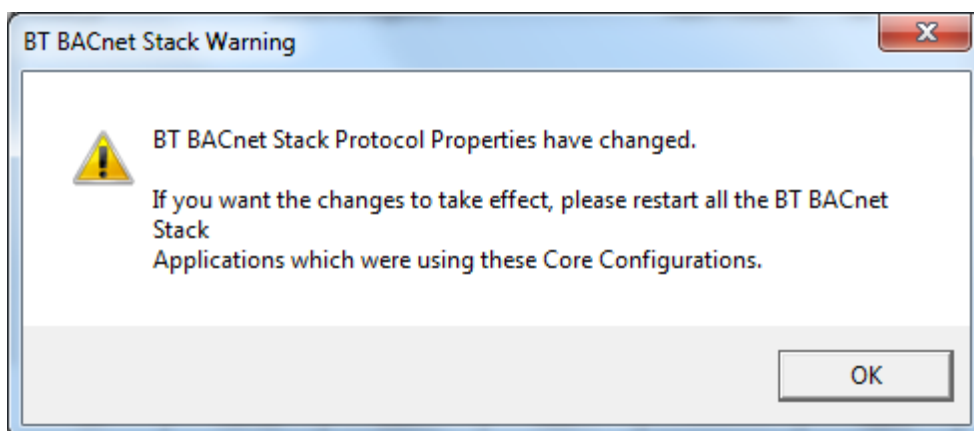 BT BACnet Stack Warning
BT BACnet Stack Protocol Properties have changed.
If you want the changes to take effect, please restart all the BT BACnet
Stack
Applications which were using these Core Configurations.
OK